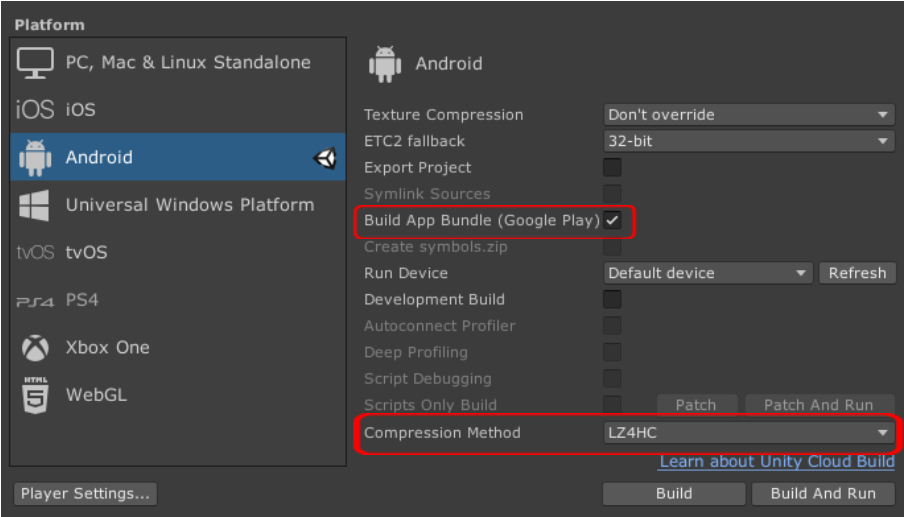 Platform
PC, Mac & Linux Standalone
iOS iOS
Android
Universal Windows Platform
tvOS tvOS
PS4 PS4
Xbox One
HTML 5 WebGL
Player Settings...
Android
Texture Compression Don't override
ETC2 fallback 32-bit
Export Project
Symlink Sources
Build App Bundle (Google Play)
Create symbols.zip
Run Device Default device Refresh
Development Build
Autoconnect Profiler
Deep Profiling
Script Debugging
Scripts Only Build Patch Patch And Run
Compression Method LZ4HC
Learn about Unity Cloud Build
Build Build And Run